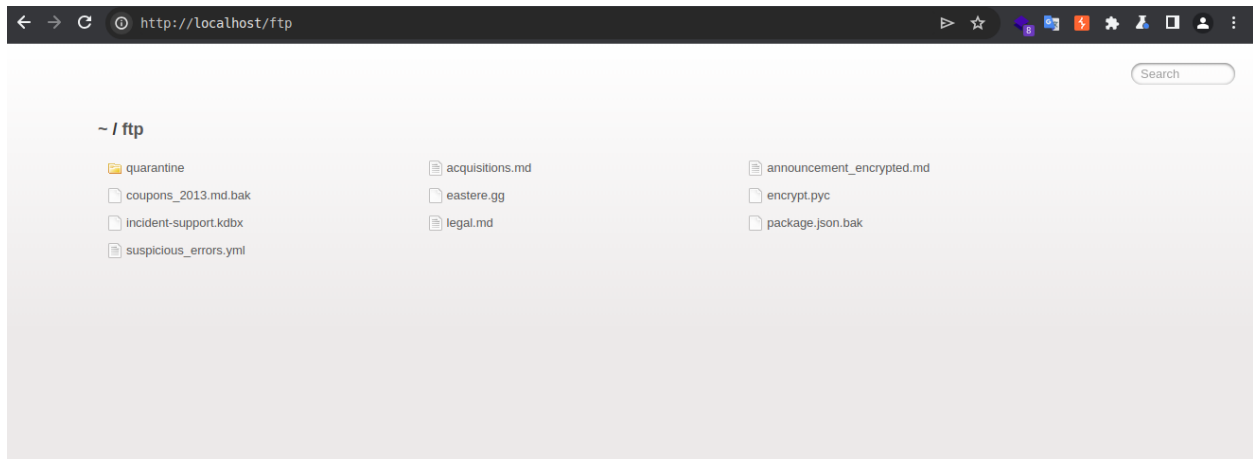 http://localhost/ftp
8
Search
~ / ftp
quarantine acquisitions.md announcement_encrypted.md
coupons_2013.md.bak eastere.gg encrypt.pyc
incident-support.kdbx legal.md package.json.bak
suspicious_errors.yml